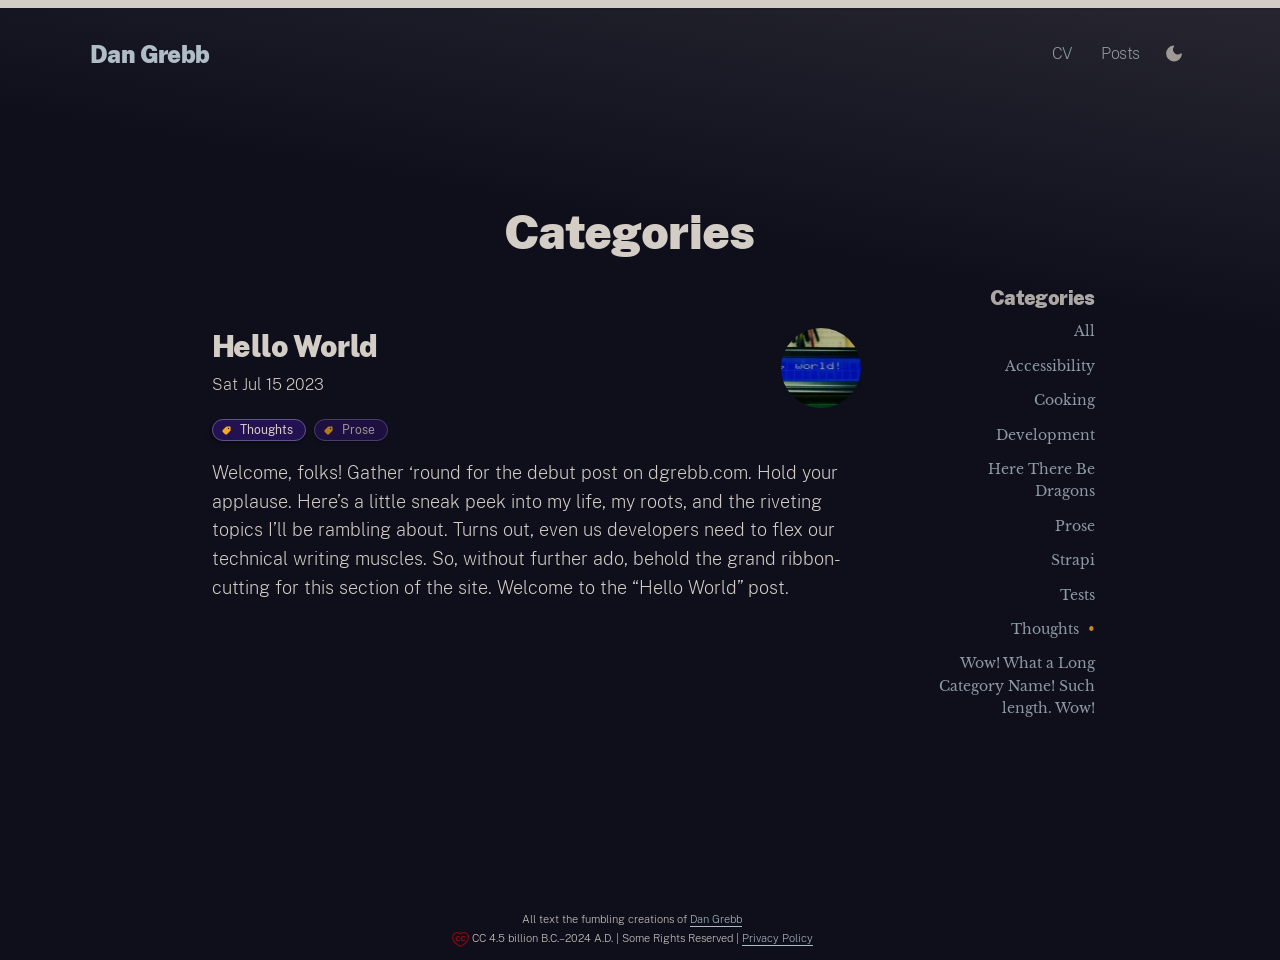 Dan Grebb
CV
Posts
Categories
Hello World
Sat Jul 15 2023
world!
Thoughts
Prose
Welcome, folks! Gather ‘round for the debut post on dgrebb.com. Hold your
applause. Here’s a little sneak peek into my life, my roots, and the riveting
topics I’ll be rambling about. Turns out, even us developers need to flex our
technical writing muscles. So, without further ado, behold the grand ribbon-
cutting for this section of the site. Welcome to the “Hello World” post.
Categories
All
Accessibility
Cooking
Development
Here There Be
Dragons
Prose
Strapi
Tests
Thoughts •
Wow! What a Long
Category Name! Such
length. Wow!
All text the fumbling creations of Dan Grebb
CC 4.5 billion B.C.–2024 A.D. | Some Rights Reserved | Privacy Policy